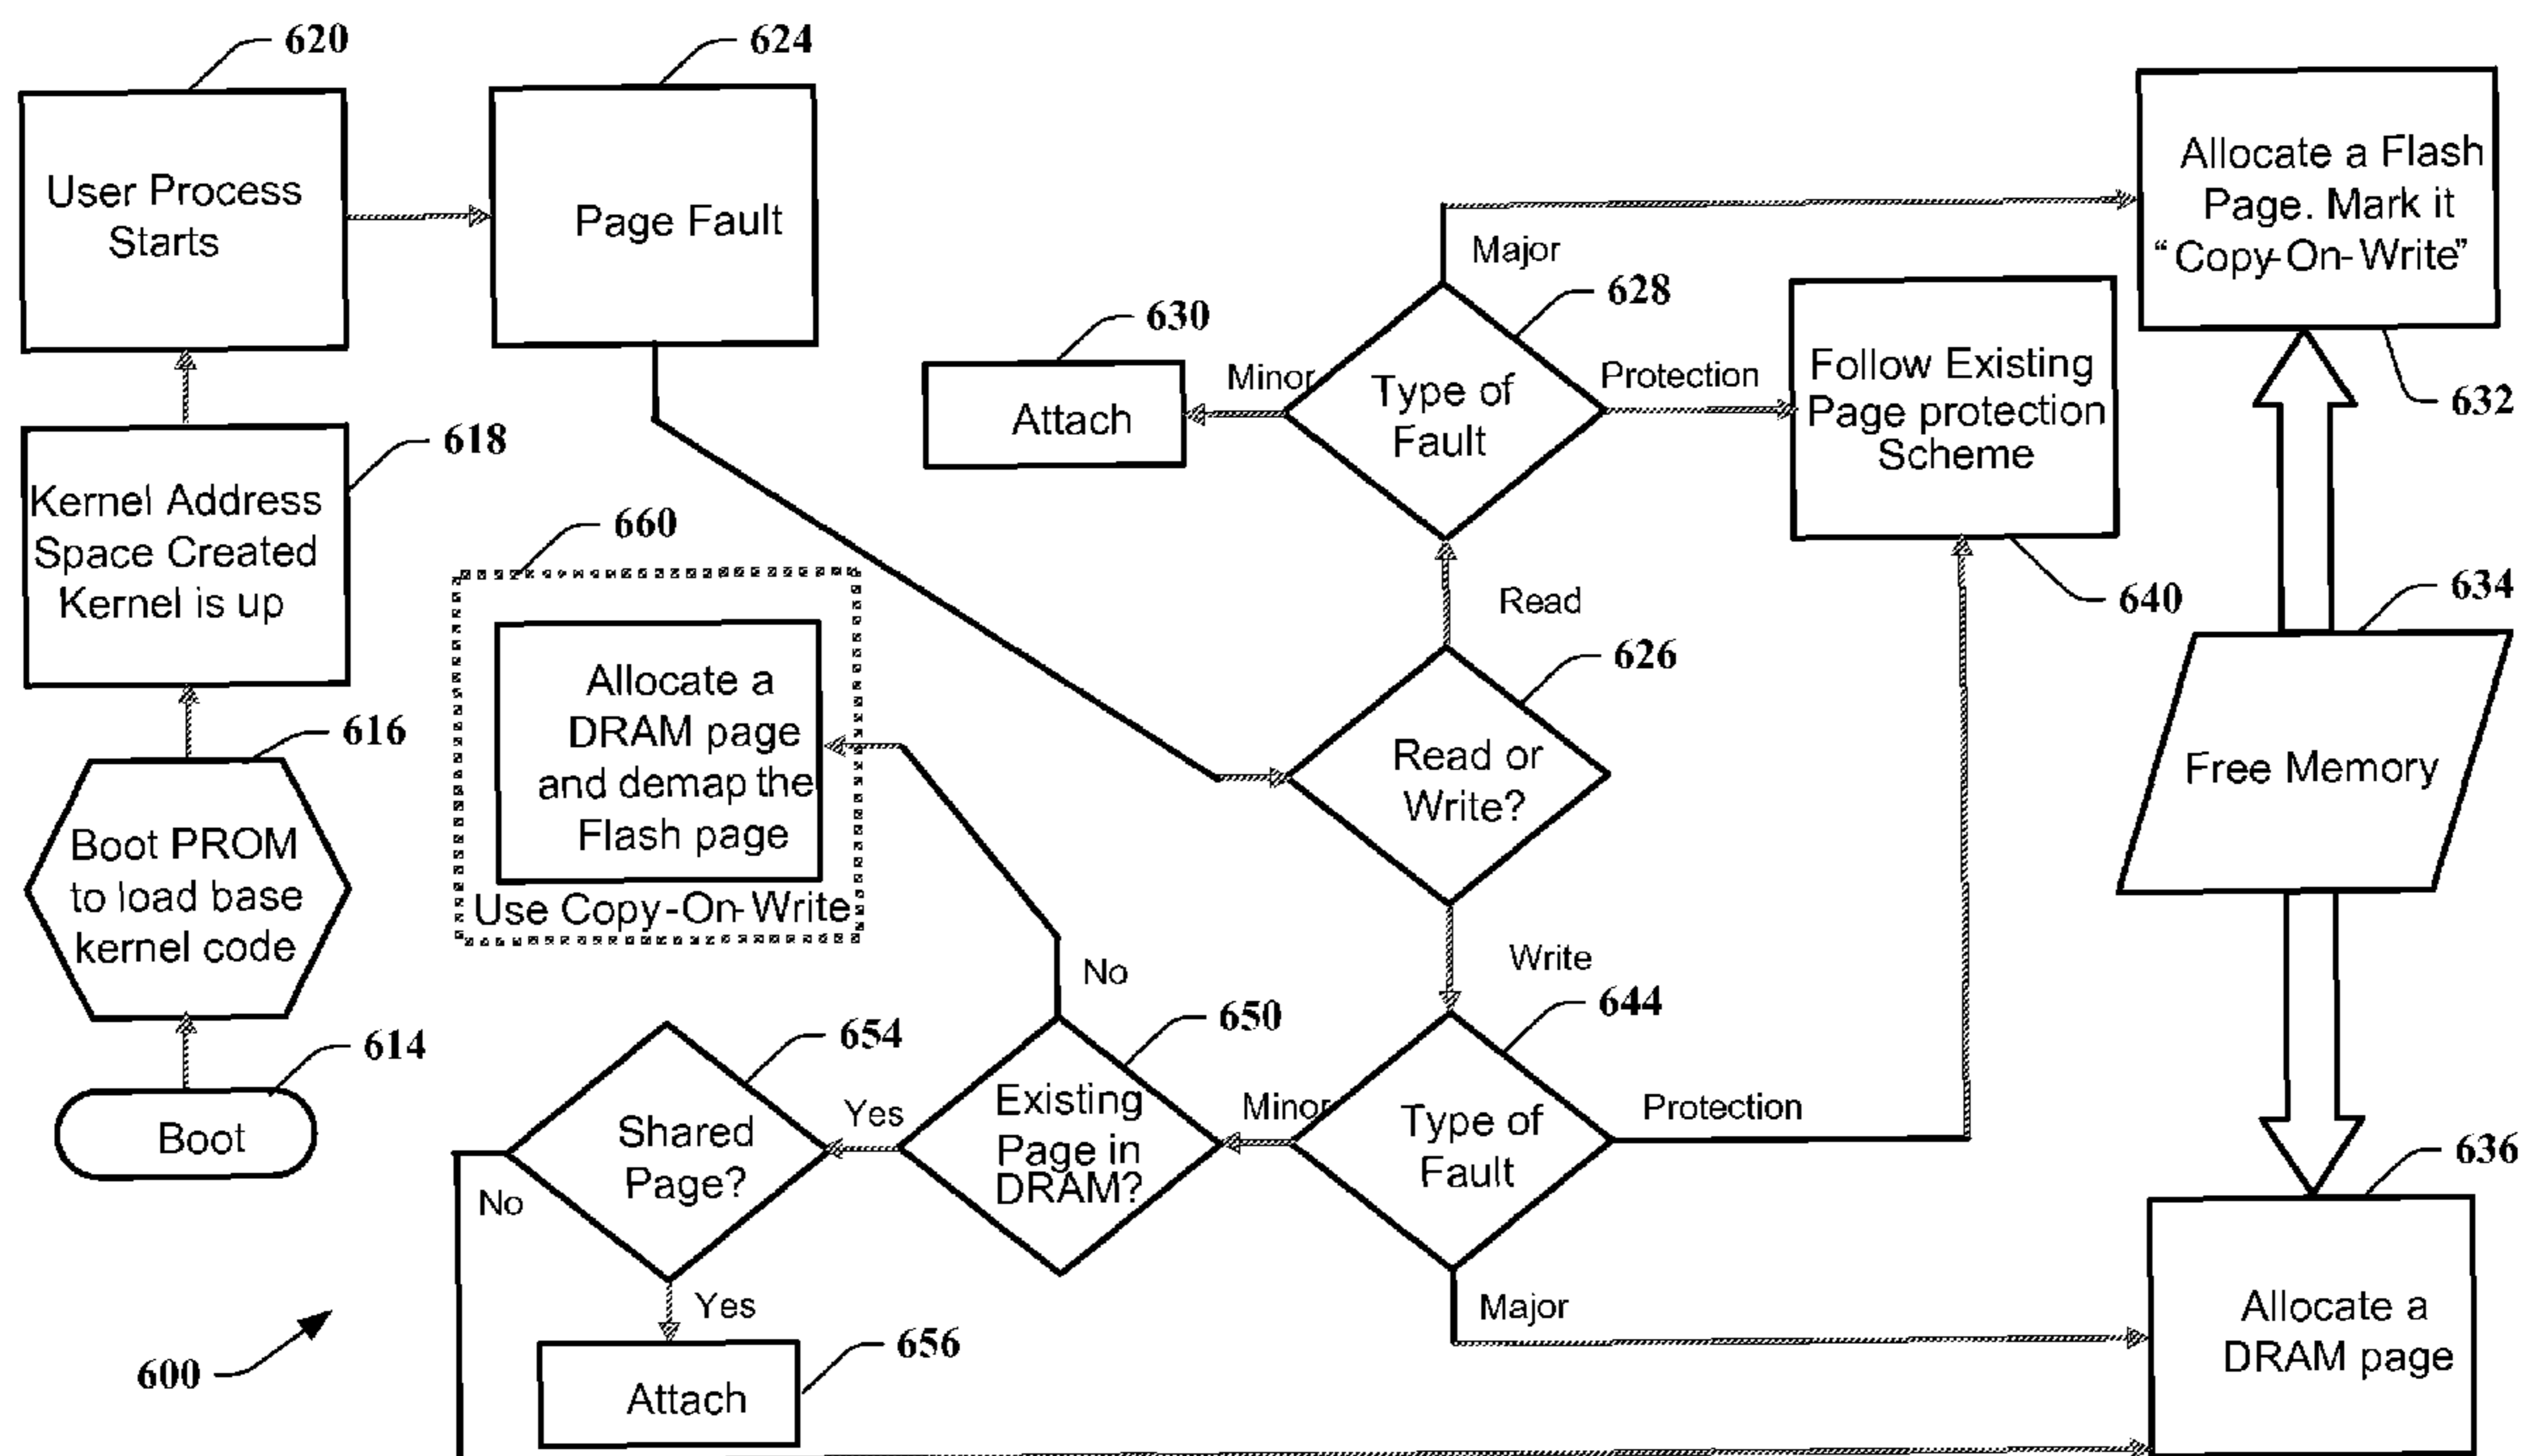 620
User Process
Starts
624
Page Fault
Kernel Address
Space Created
Kernel is up
618
Boot PROM
to load base
kernel code
616
Boot
614
600
660
Allocate a
DRAM page
and demap the
Flash page
Use Copy-On-Write
630
Attach
Minor
Major
628
Type of
Fault
Protection
Follow Existing
Page protection
Scheme
640
Allocate a Flash
Page. Mark it
“Copy-On-Write”
632
Read
626
Read or
Write?
Write
634
Free Memory
644
Type of
Fault
Protection
Minor
Major
650
Existing
Page in
DRAM?
No
Yes
654
Shared
Page?
No
Yes
656
Attach
636
Allocate a
DRAM page